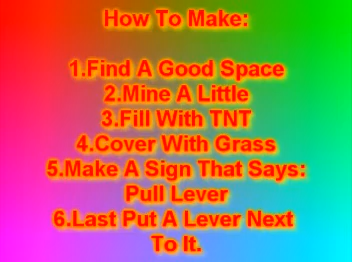 How To Make:
1.Find A Good Space
2.Mine A Little
3.Fill With TNT
4.Cover With Grass
5.Make A Sign That Says:
Pull Lever
6.Last Put A Lever Next
To It.